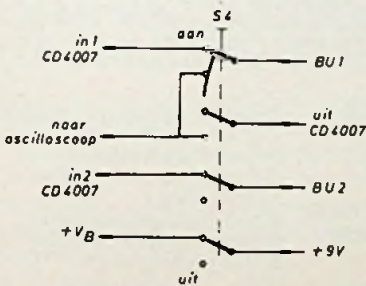 S4
aan
in1
CD4007
BU1
uit
CD4007
naar
oscilloscoop
in2
CD4007
BU2
+VB
+9V
uit